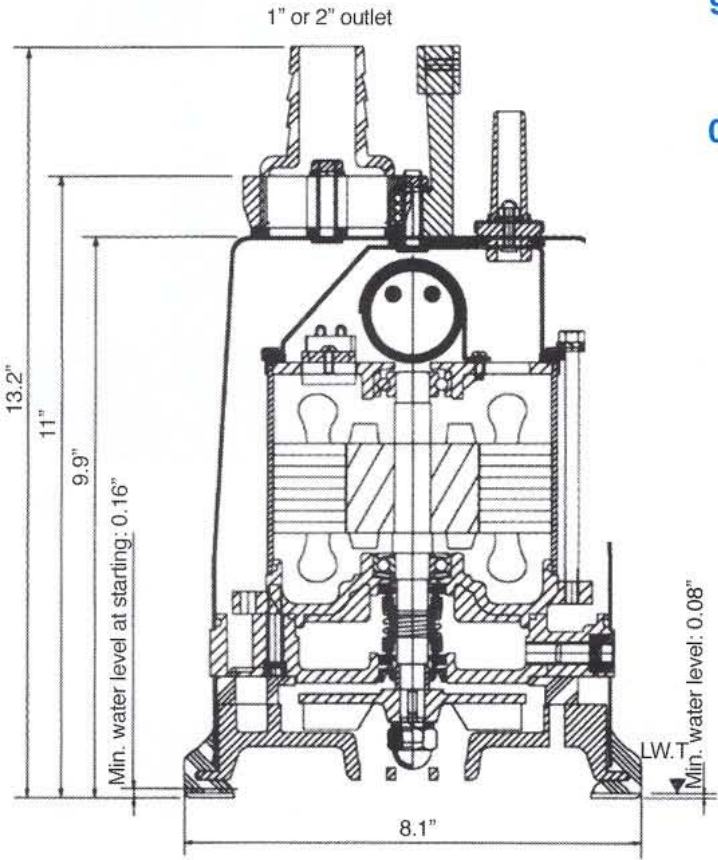 1” or 2” outlet
13.2”
11”
9.9”
Min. water level at starting: 0.16”
LW.T
Min. water level: 0.08”
8.1”